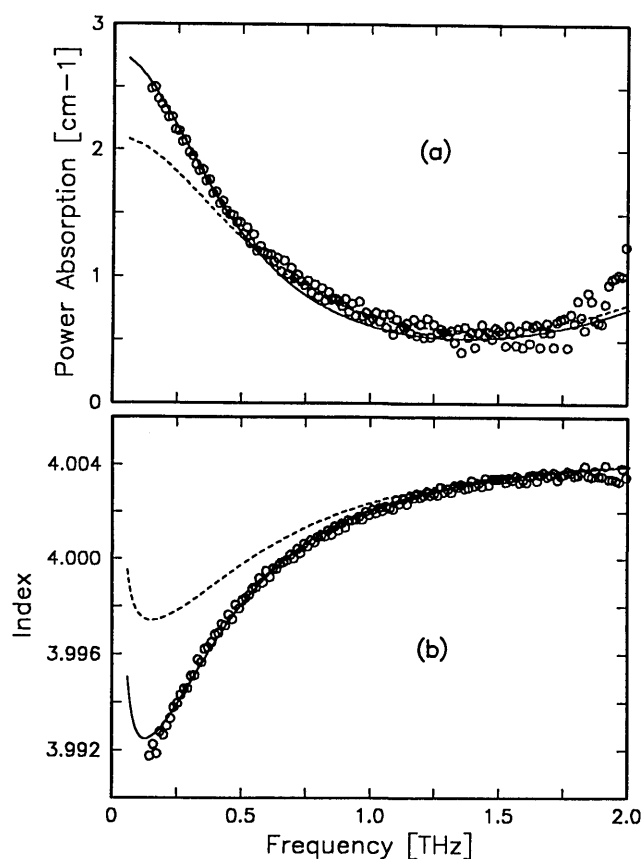 3
2
1
0
Power Absorption [cm−1]
(a)
4.004
4.000
3.996
3.992
Index
(b)
0
0.5
1.0
1.5
2.0
Frequency [THz]